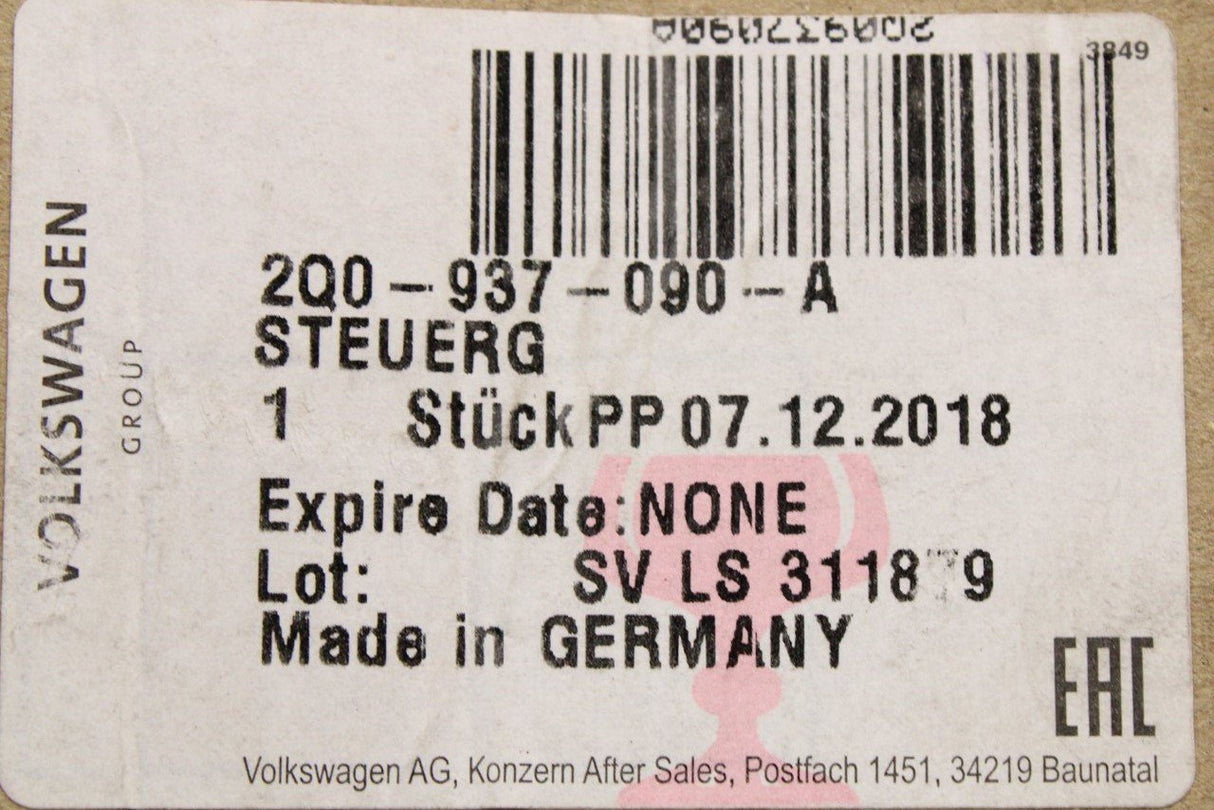 2Q0937090A
3849
VOLKSWAGEN
GROUP
2Q0-937-090-A
STEUERG
1 Stück PP 07.12.2018
Expire Date: NONE
Lot: SV LS
Made in GERMANY
EAC
Volkswagen AG, Konzern After Sales, Postfach 1451, 34219 Baunatal